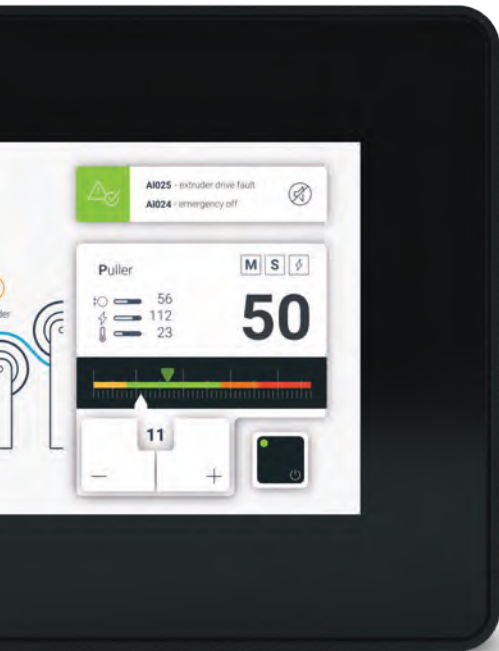 AI025 - extruder drive fault
AI024 - emergency off
Puller
M S
56
112
23
50
11
- +